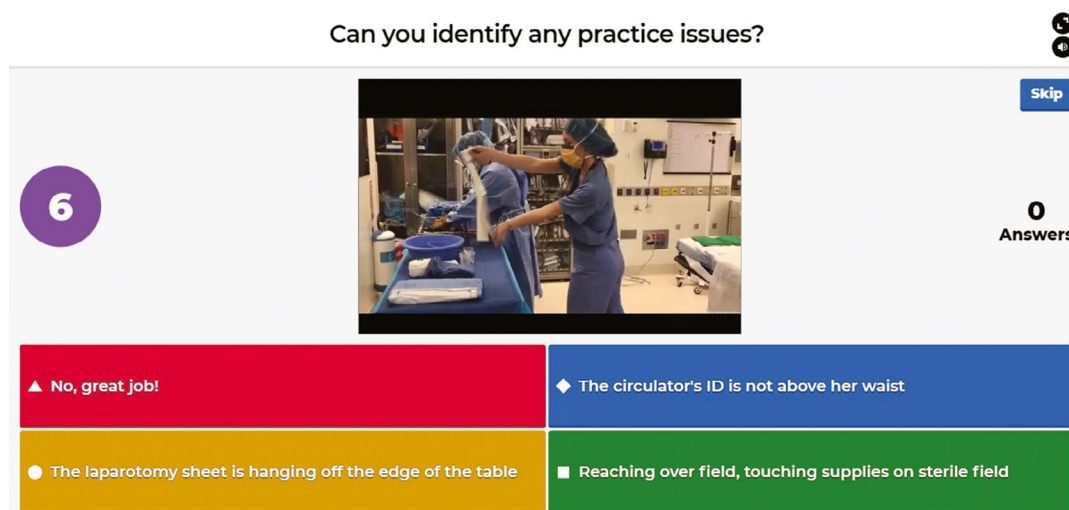 Can you identify any practice issues?
Skip
6
0
Answers
No, great job!
The circulator's ID is not above her waist
The laparotomy sheet is hanging off the edge of the table
Reaching over field, touching supplies on sterile field